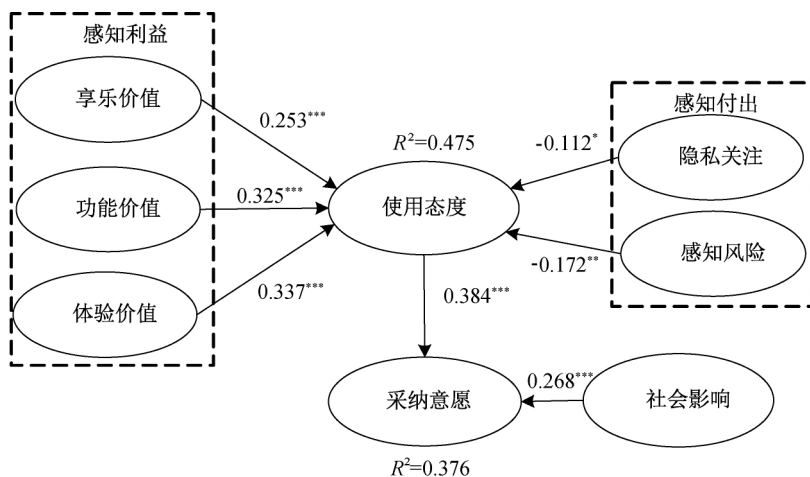 感知利益
享乐价值
功能价值
体验价值
0.253***
0.325***
0.337***
R²=0.475
使用态度
-0.112*
-0.172**
感知付出
隐私关注
感知风险
0.384***
采纳意愿
0.268***
社会影响
R²=0.376